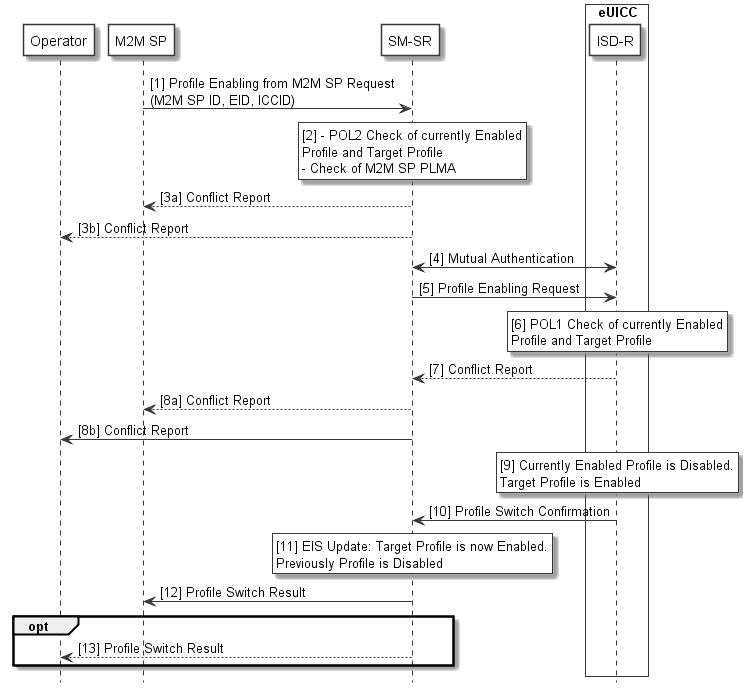 eUICC
Operator
M2M SP
SM-SR
ISD-R
[1] Profile Enabling from M2M SP Request
(M2M SP ID, EID, ICCID)
[2] - POL2 Check of currently Enabled
Profile and Target Profile
- Check of M2M SP PLMA
[3a] Conflict Report
[3b] Conflict Report
[4] Mutual Authentication
[5] Profile Enabling Request
[6] POL1 Check of currently Enabled
Profile and Target Profile
[7] Conflict Report
[8a] Conflict Report
[8b] Conflict Report
[9] Currently Enabled Profile is Disabled.
Target Profile is Enabled
[10] Profile Switch Confirmation
[11] EIS Update: Target Profile is now Enabled.
Previously Profile is Disabled
[12] Profile Switch Result
opt
[13] Profile Switch Result